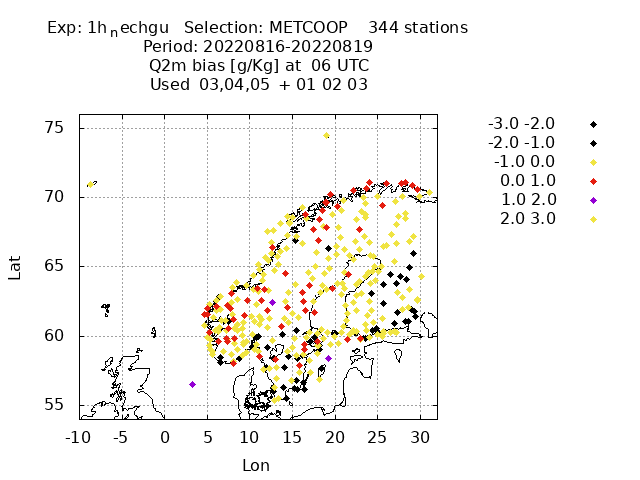 Exp: 1h n echgu Selection: METCOOP 344 stations
Period: 20220816-20220819
Q2m bias [g/Kg] at 06 UTC
Used 03,04,05 + 01 02 03
-3.0 -2.0
-2.0 -1.0
-1.0 0.0
0.0 1.0
1.0 2.0
2.0 3.0
75
70
65
60
55
Lat
-10 -5 0 5 10 15 20 25 30
Lon